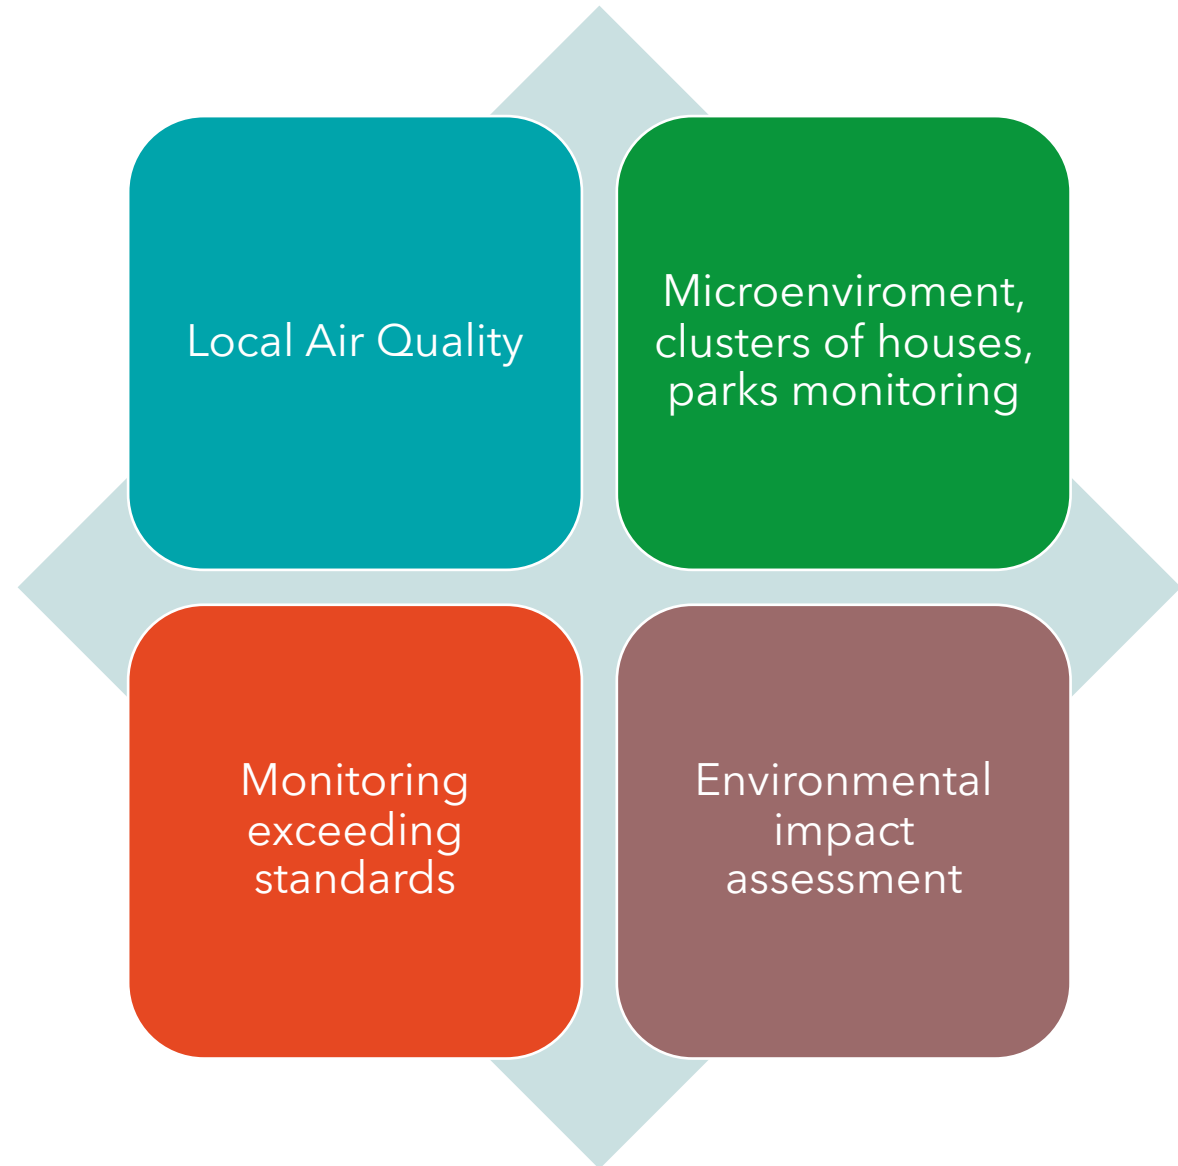 Local Air Quality
Microenviroment,
clusters of houses,
parks monitoring
Monitoring
exceeding
standards
Environmental
impact
assessment